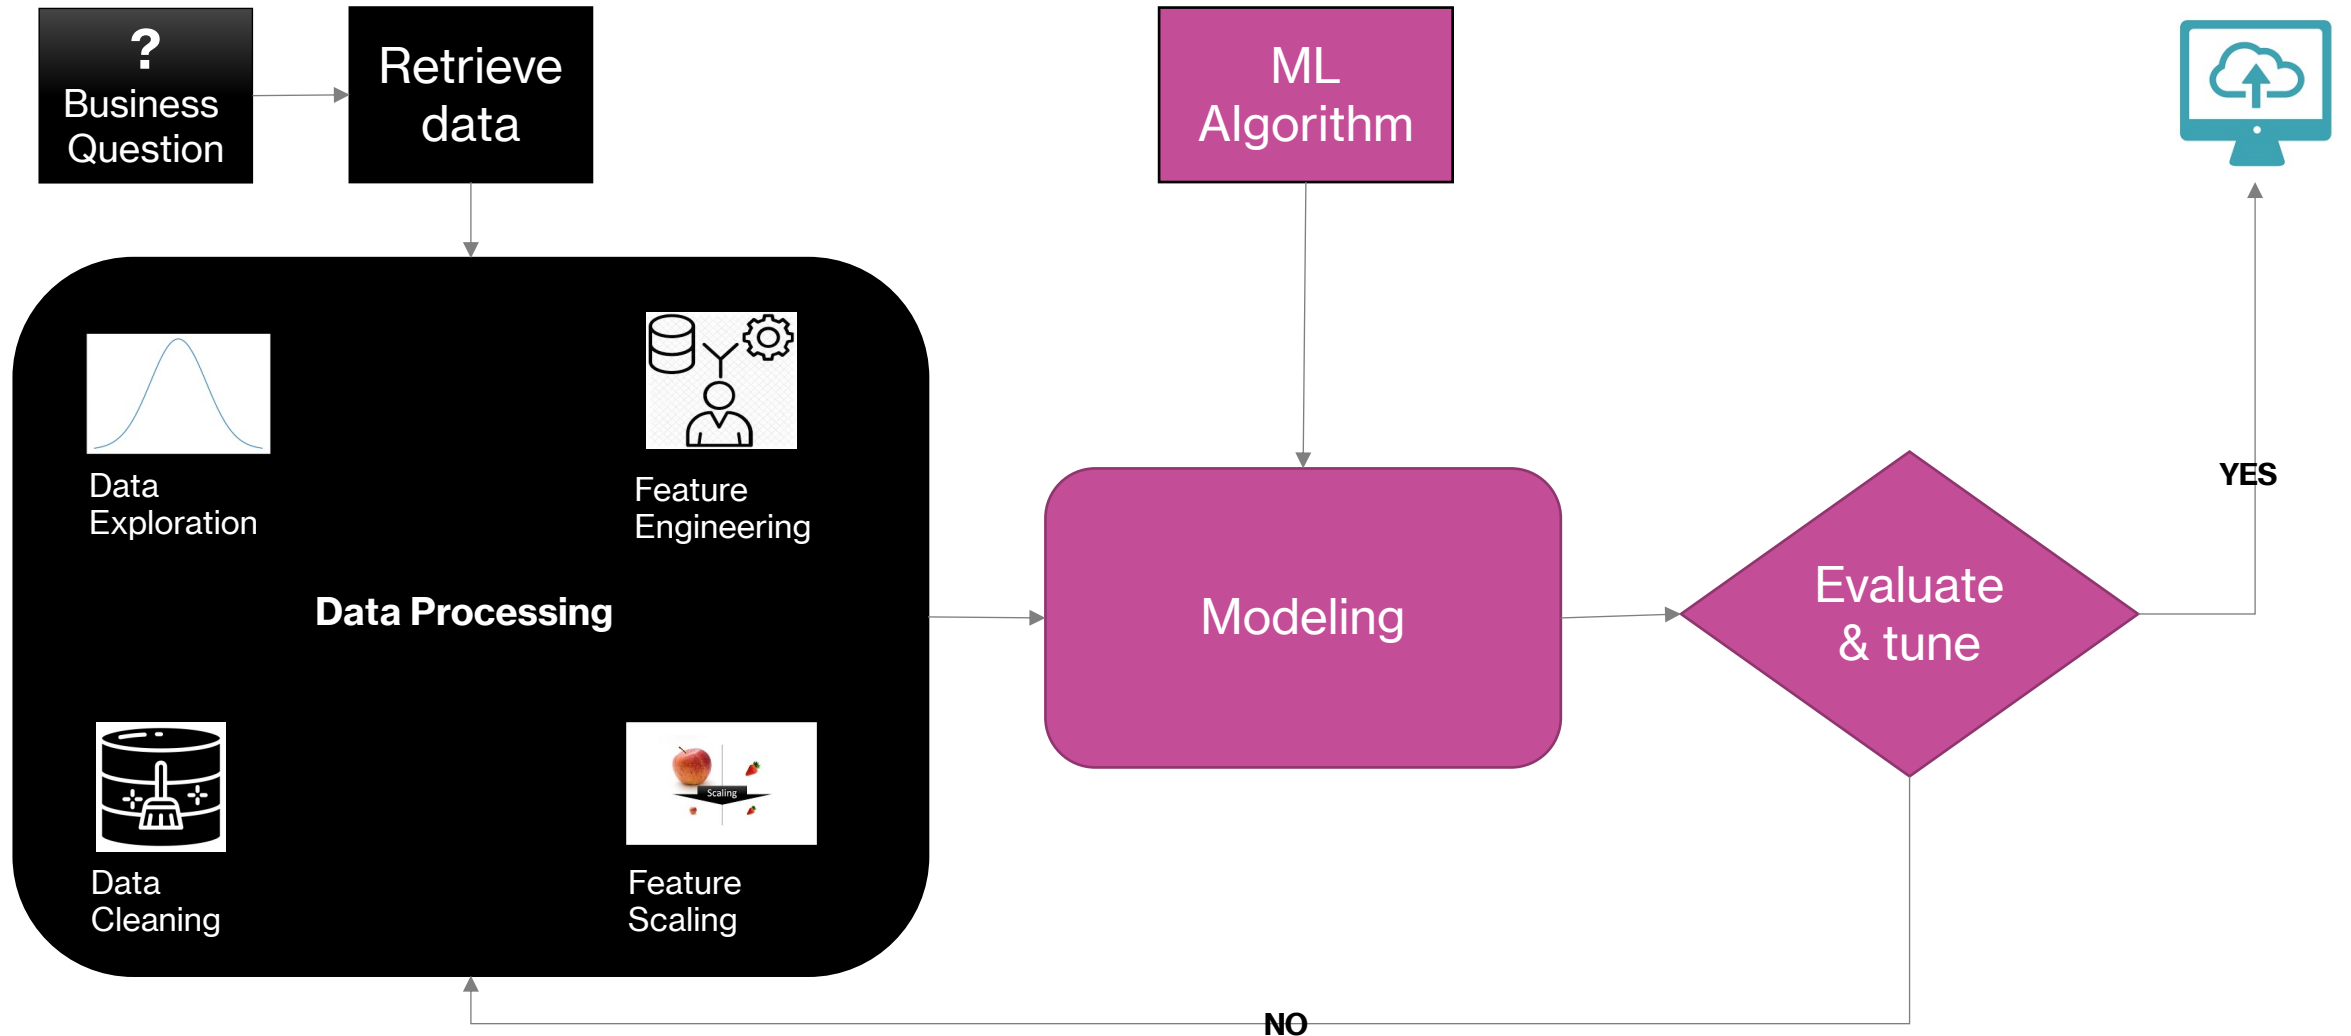 ?
Business
Question
Retrieve
data
ML
Algorithm
Data
Exploration
Feature
Engineering
Data Processing
Data
Cleaning
Scaling
Feature
Scaling
Modeling
Evaluate
& tune
YES
NO